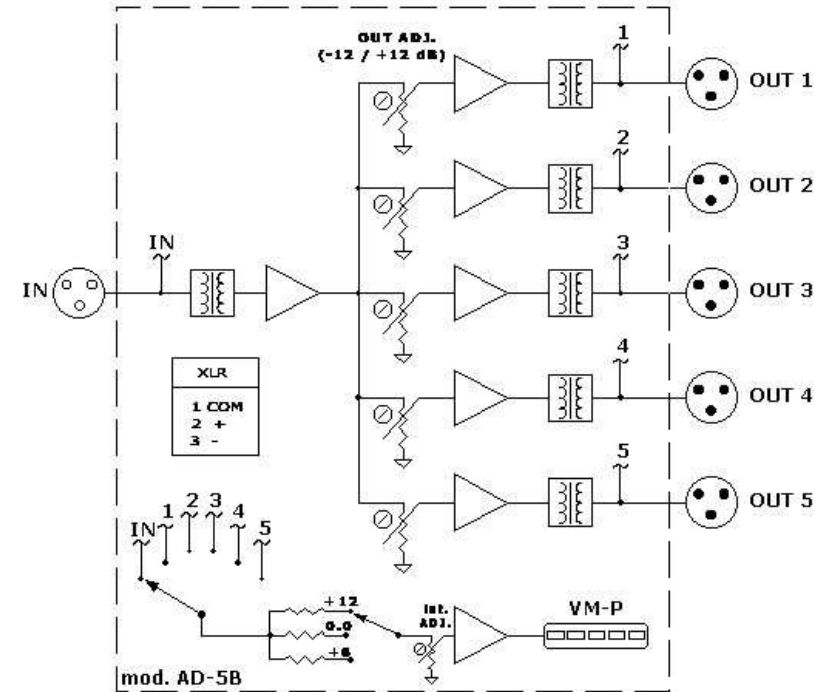 OUT ADJ.
(-12 / +12 dB)
1
OUT 1
2
OUT 2
IN
IN
3
OUT 3
XLR
1 COM
2 +
3 -
4
OUT 4
5
OUT 5
IN 1 2 3 4 5
+12
0.0
+6
Int.
ADJ.
VM-P
mod. AD-5B